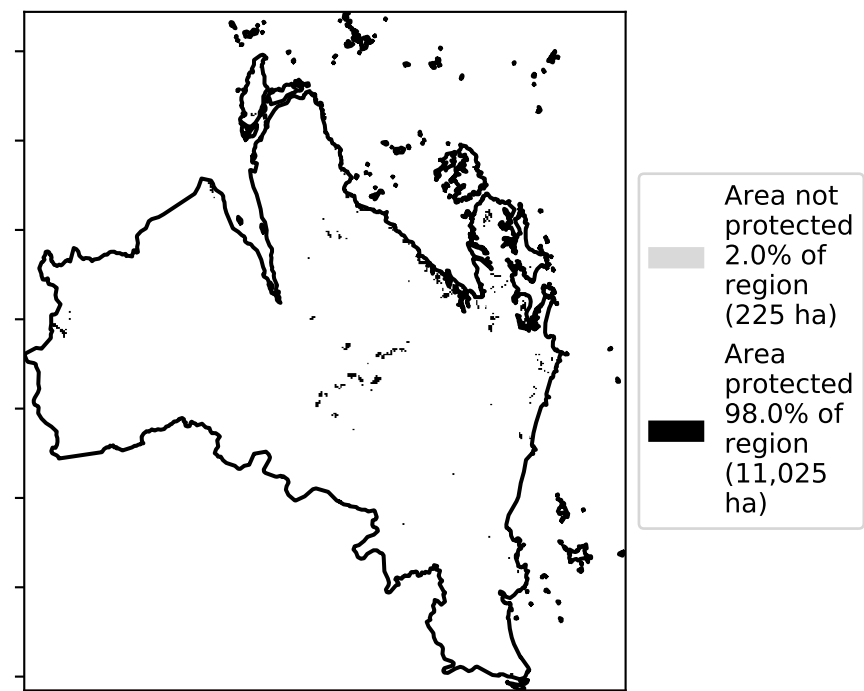 Area not
protected
2.0% of
region
(225 ha)
Area
protected
98.0% of
region
(11,025
ha)